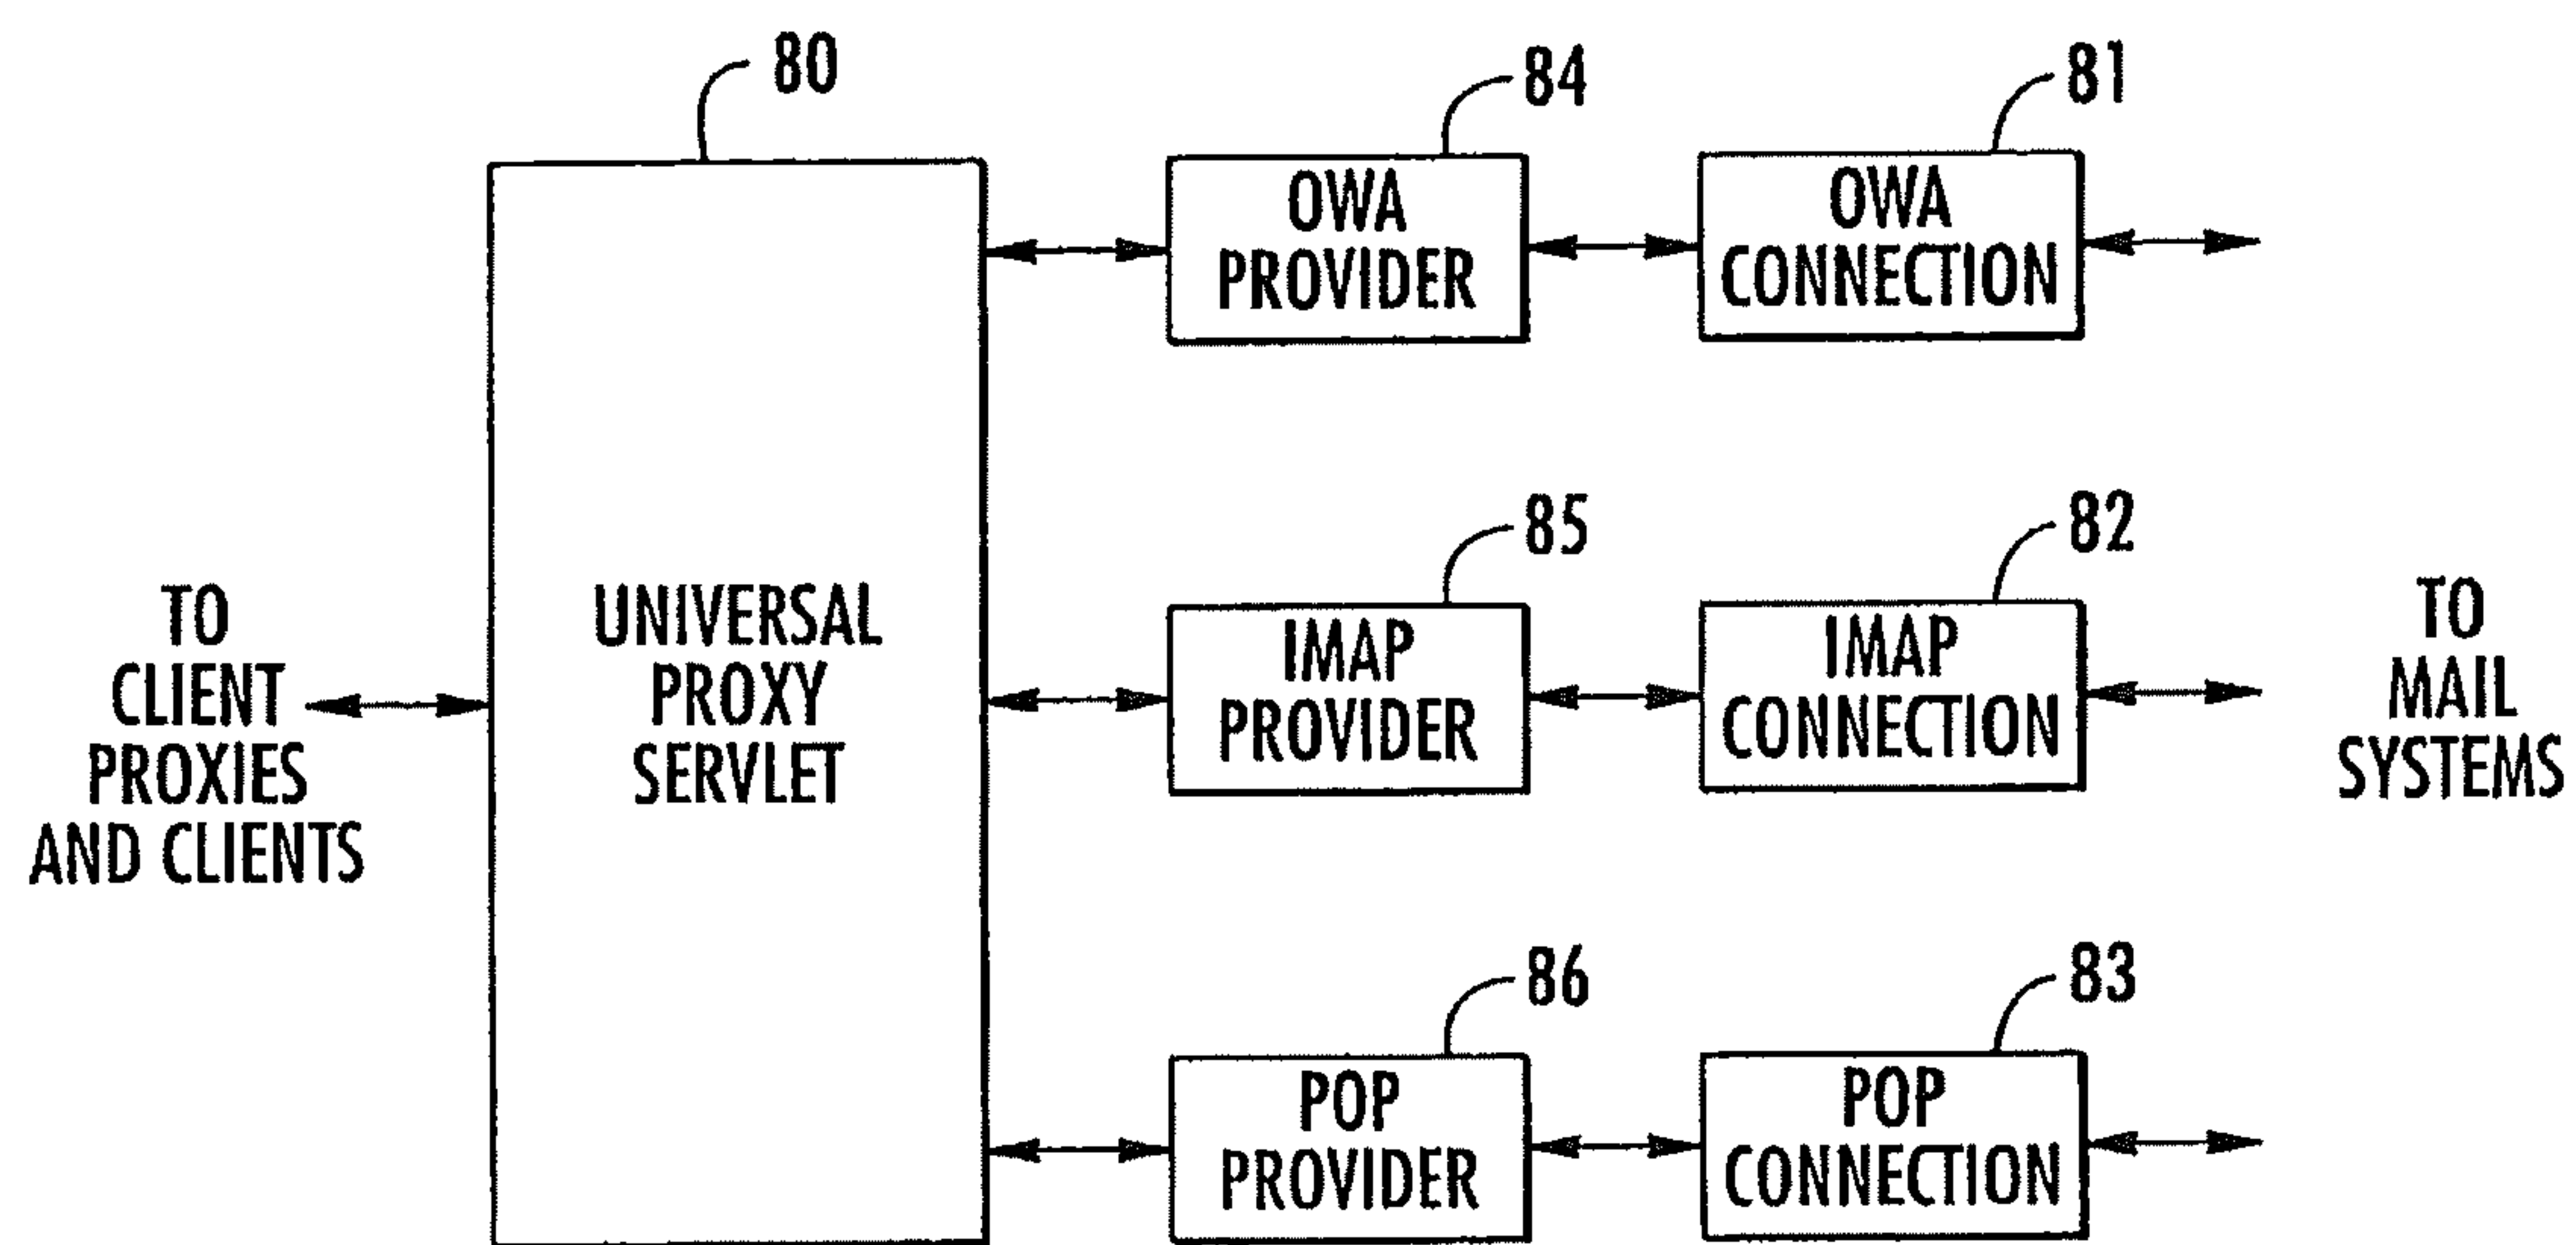 80
84
81
OWA
PROVIDER
OWA
CONNECTION
85
82
TO
CLIENT
PROXIES
AND CLIENTS
UNIVERSAL
PROXY
SERVLET
IMAP
PROVIDER
IMAP
CONNECTION
TO
MAIL
SYSTEMS
86
83
POP
PROVIDER
POP
CONNECTION